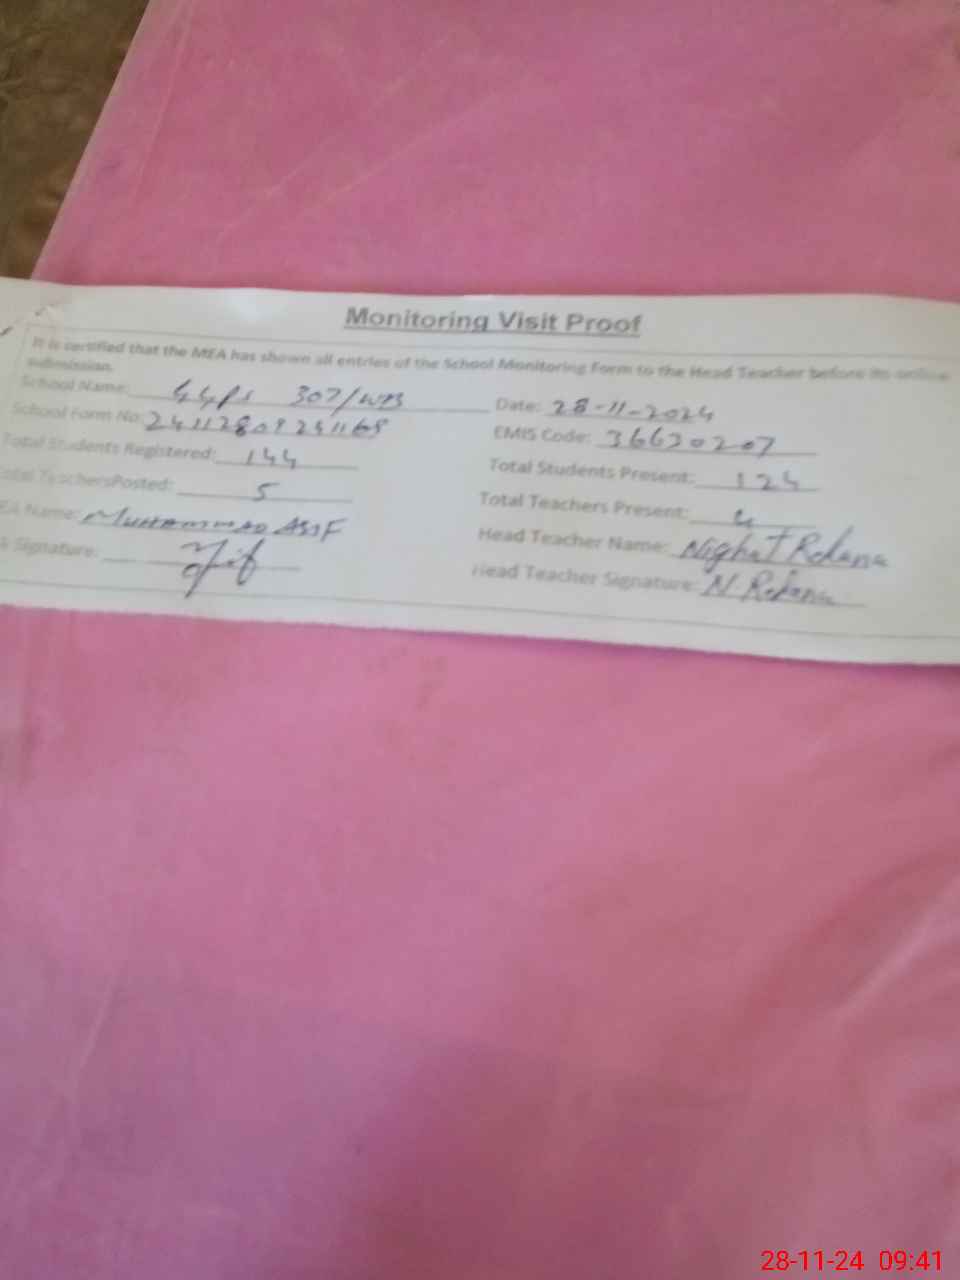 Monitoring Visit Proof
It is certified that the MEA has shown all entries of the School Monitoring Form to the Head Teacher before its online
submission.
School Name: GGPS 307/WB Date: 28-11-2024
School Form No: EMIS Code: 36620207
Total Students Registered: 144 Total Students Present: 124
Total TeachersPosted: 5 Total Teachers Present: 4
EA Name: MUHAMMAD ASIF Head Teacher Name: Nighat Rehana
A Signature: Asif Head Teacher Signature: N Rehana
28-11-24 09:41